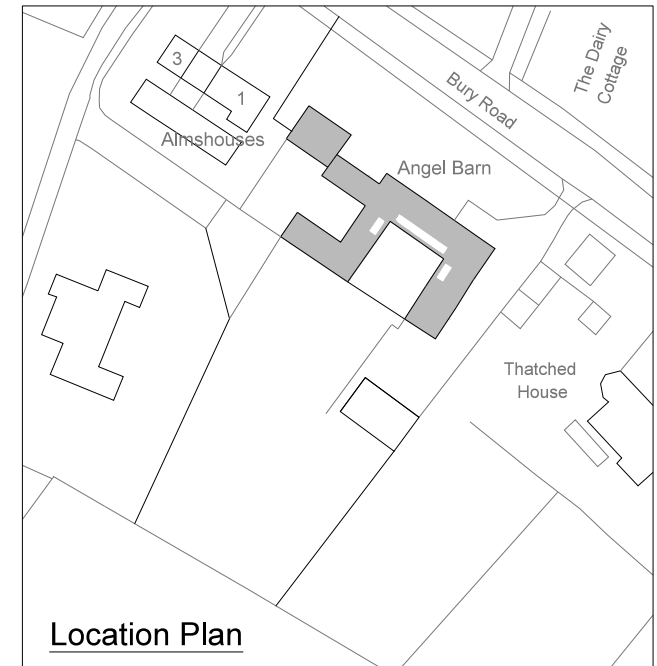 3
1
Almshouses
Bury Road
The Dairy
Cottage
Angel Barn
Thatched
House
Location Plan